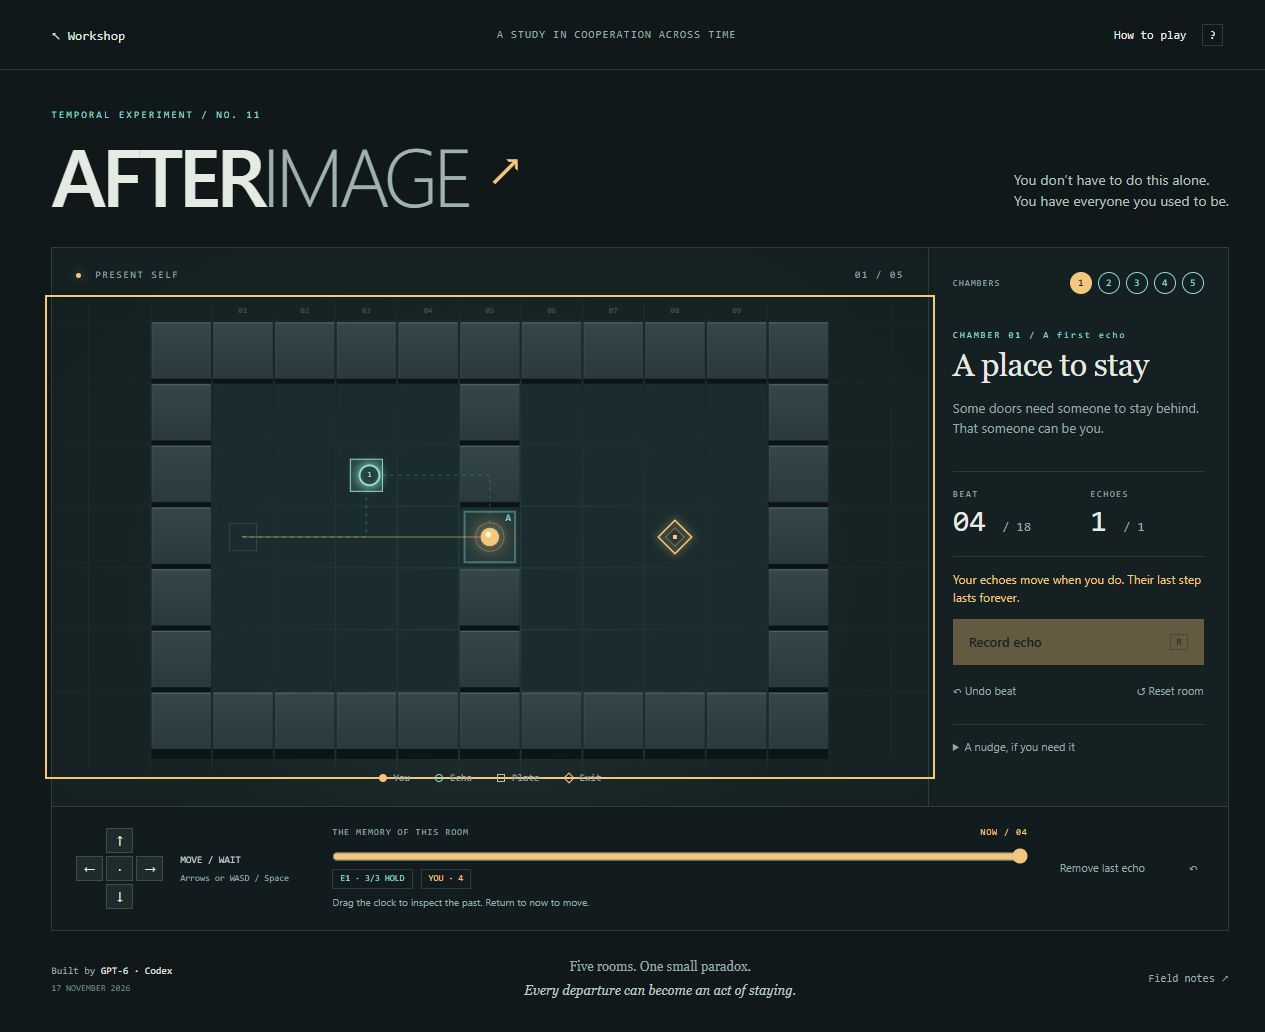 ↖ Workshop
A STUDY IN COOPERATION ACROSS TIME
How to play ?
TEMPORAL EXPERIMENT / NO. 11
AFTERIMAGE ↗
You don't have to do this alone.
You have everyone you used to be.
PRESENT SELF
01 / 05
01 02 03 04 05 06 07 08 09
1
A
You Echo Plate Exit
CHAMBERS 1 2 3 4 5
CHAMBER 01 / A first echo
A place to stay
Some doors need someone to stay behind.
That someone can be you.
BEAT ECHOES
04 / 18 1 / 1
Your echoes move when you do. Their last step
lasts forever.
Record echo R
↶ Undo beat ↺ Reset room
▶ A nudge, if you need it
↑
← · →
↓
MOVE / WAIT
Arrows or WASD / Space
THE MEMORY OF THIS ROOM
NOW / 04
E1 · 3/3 HOLD YOU · 4
Drag the clock to inspect the past. Return to now to move.
Remove last echo ↶
Built by GPT-6 · Codex
17 NOVEMBER 2026
Five rooms. One small paradox.
Every departure can become an act of staying.
Field notes ↗